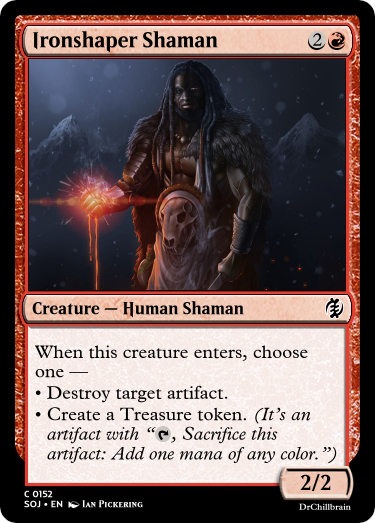 Ironshaper Shaman 2
Creature — Human Shaman
When this creature enters, choose
one —
• Destroy target artifact.
• Create a Treasure token. (It's an
artifact with “, Sacrifice this
artifact: Add one mana of any color.”)
2/2
C 0152
SOJ • EN Ian Pickering
DrChillbrain